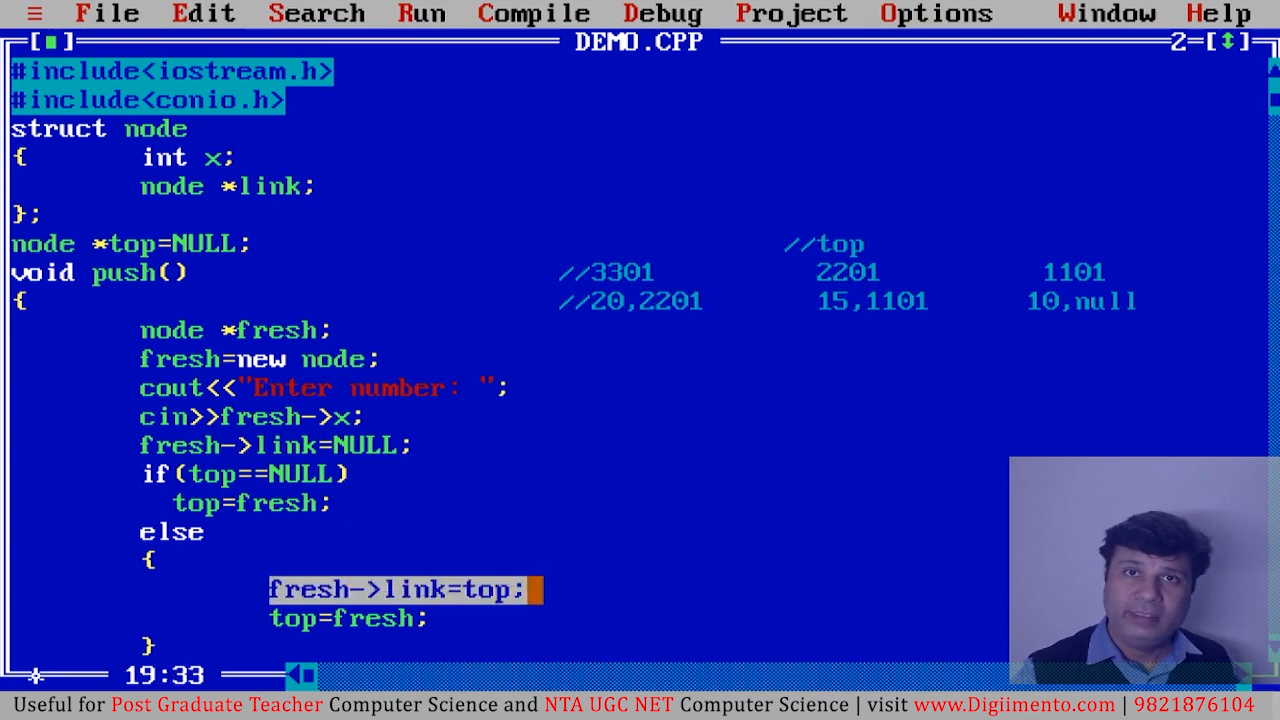 ≡ File Edit Search Run Compile Debug Project Options Window Help
[■] DEMO.CPP 2=[↕]
#include<iostream.h>
#include<conio.h>
struct node
{ int x;
node *link;
};
node *top=NULL; //top
void push() //3301 2201 1101
{ //20,2201 15,1101 10,null
node *fresh;
fresh=new node;
cout<<"Enter number: ";
cin>>fresh->x;
fresh->link=NULL;
if(top==NULL)
top=fresh;
else
{
fresh->link=top;
top=fresh;
}
19:33
Useful for Post Graduate Teacher Computer Science and NTA UGC NET Computer Science | visit www.Digiimento.com | 9821876104